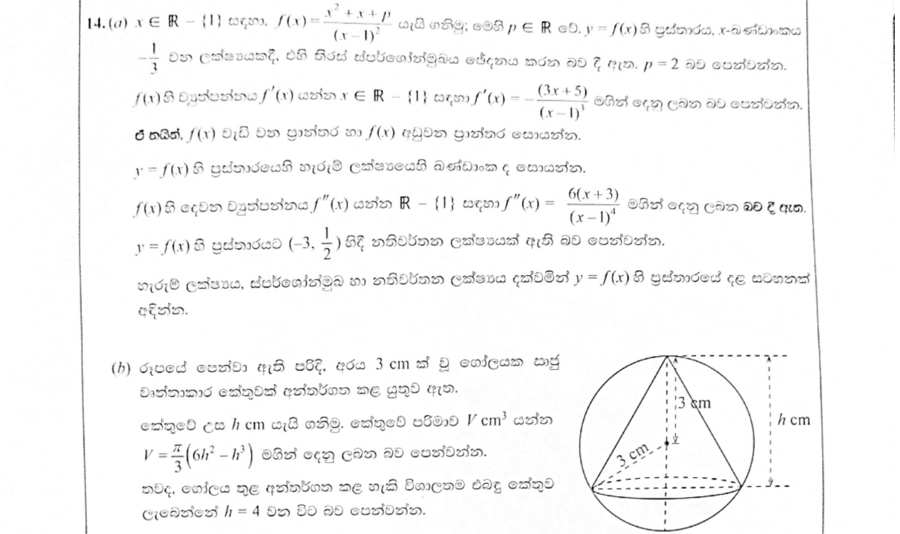 14. (a) x ∈ ℝ − {1} සඳහා, f(x) = (x² + x + p)/(x − 1)² යැයි ගනිමු; මෙහි p ∈ ℝ වේ. y = f(x) හි ප්‍රස්තාරය, x-ඛණ්ඩාංකය
−1/3 වන ලක්ෂ්‍යයකදී, එහි තිරස් ස්පර්ශෝන්මුඛය ඡේදනය කරන බව දී ඇත. p = 2 බව පෙන්වන්න.
f(x) හි ව්‍යුත්පන්නය f′(x) යන්න x ∈ ℝ − {1} සඳහා f′(x) = −(3x + 5)/(x − 1)³ මගින් දෙනු ලබන බව පෙන්වන්න.
ඒ නයින්, f(x) වැඩි වන ප්‍රාන්තර හා f(x) අඩුවන ප්‍රාන්තර සොයන්න.
y = f(x) හි ප්‍රස්තාරයෙහි හැරුම් ලක්ෂ්‍යයෙහි ඛණ්ඩාංක ද සොයන්න.
f(x) හි දෙවන ව්‍යුත්පන්නය f″(x) යන්න ℝ − {1} සඳහා f″(x) = 6(x + 3)/(x − 1)⁴ මගින් දෙනු ලබන බව දී ඇත.
y = f(x) හි ප්‍රස්තාරයට (−3, 1/2) හිදී නතිවර්තන ලක්ෂ්‍යයක් ඇති බව පෙන්වන්න.
හැරුම් ලක්ෂ්‍යය, ස්පර්ශෝන්මුඛ හා නතිවර්තන ලක්ෂ්‍යය දක්වමින් y = f(x) හි ප්‍රස්තාරයේ දළ සටහනක්
අඳින්න.
(b) රූපයේ පෙන්වා ඇති පරිදි, අරය 3 cm ක් වූ ගෝලයක සෘජු
වෘත්තාකාර කේතුවක් අන්තර්ගත කළ යුතුව ඇත.
කේතුවේ උස h cm යැයි ගනිමු. කේතුවේ පරිමාව V cm³ යන්න
V = π/3 (6h² − h³) මගින් දෙනු ලබන බව පෙන්වන්න.
තවද, ගෝලය තුළ අන්තර්ගත කළ හැකි විශාලතම එබඳු කේතුව
ලැබෙන්නේ h = 4 වන විට බව පෙන්වන්න.
3 cm
h cm
3 cm